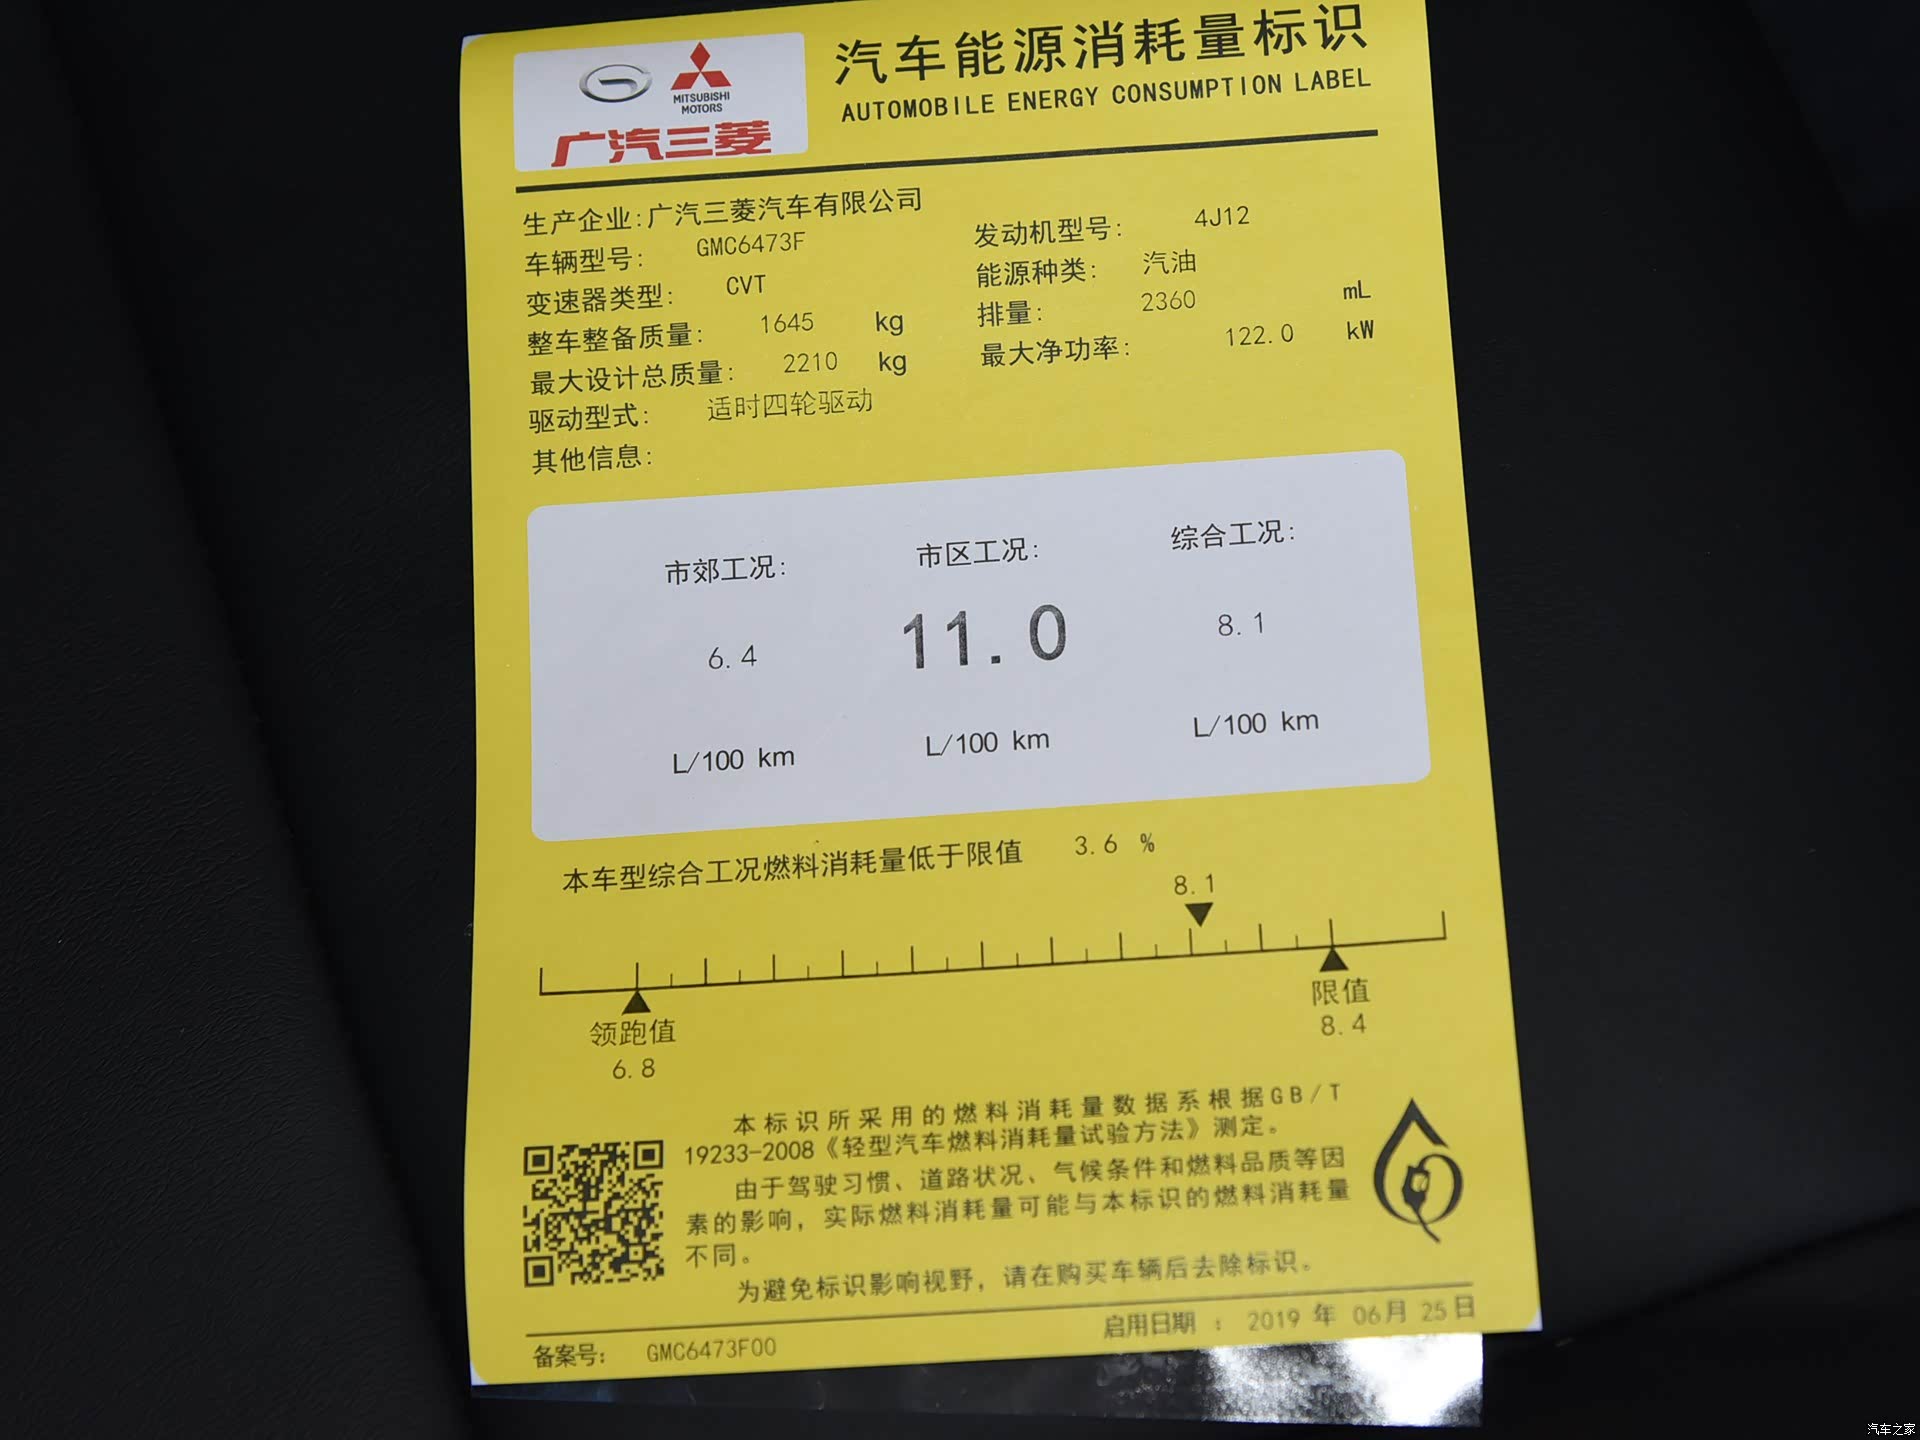 汽车能源消耗量标识
AUTOMOBILE ENERGY CONSUMPTION LABEL
MITSUBISHI
MOTORS
广汽三菱
生产企业:广汽三菱汽车有限公司
车辆型号: GMC6473F
发动机型号: 4J12
变速器类型: CVT
能源种类: 汽油
整车整备质量: 1645 kg
排量: 2360 mL
最大设计总质量: 2210 kg
最大净功率: 122.0 kW
驱动型式: 适时四轮驱动
其他信息:
市郊工况: 市区工况: 综合工况:
6.4 11.0 8.1
L/100 km L/100 km L/100 km
本车型综合工况燃料消耗量低于限值 3.6 %
8.1
领跑值 限值
6.8 8.4
本标识所采用的燃料消耗量数据系根据GB/T
19233-2008《轻型汽车燃料消耗量试验方法》测定。
由于驾驶习惯、道路状况、气候条件和燃料品质等因
素的影响，实际燃料消耗量可能与本标识的燃料消耗量
不同。
为避免标识影响视野，请在购买车辆后去除标识。
备案号: GMC6473F00
启用日期 : 2019 年 06月 25日
汽车之家